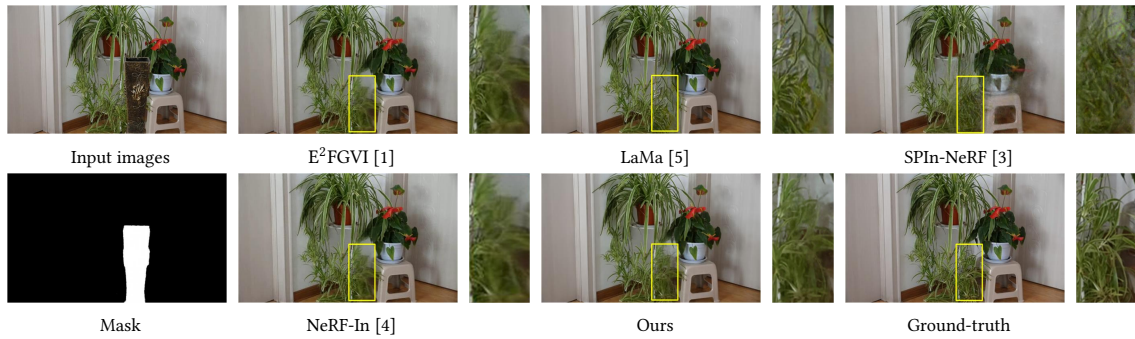 Input images
E²FGVI [1]
LaMa [5]
SPIn-NeRF [3]
Mask
NeRF-In [4]
Ours
Ground-truth